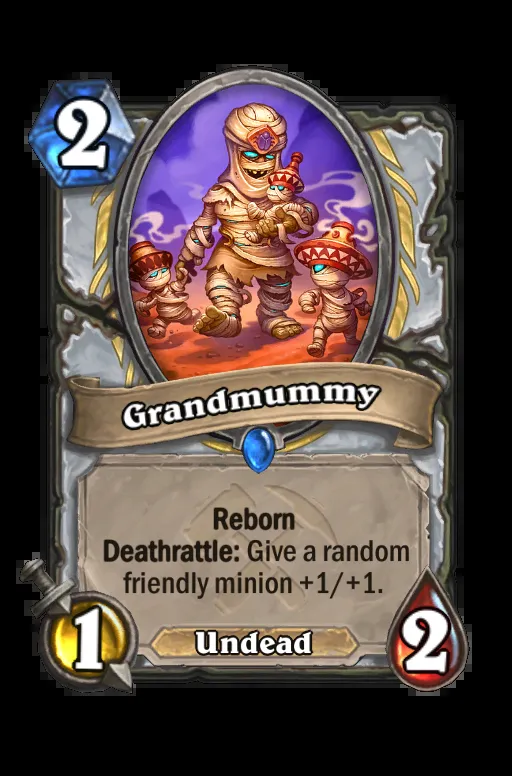 2
Grandmummy
Reborn
Deathrattle: Give a random
friendly minion +1/+1.
1
Undead
2